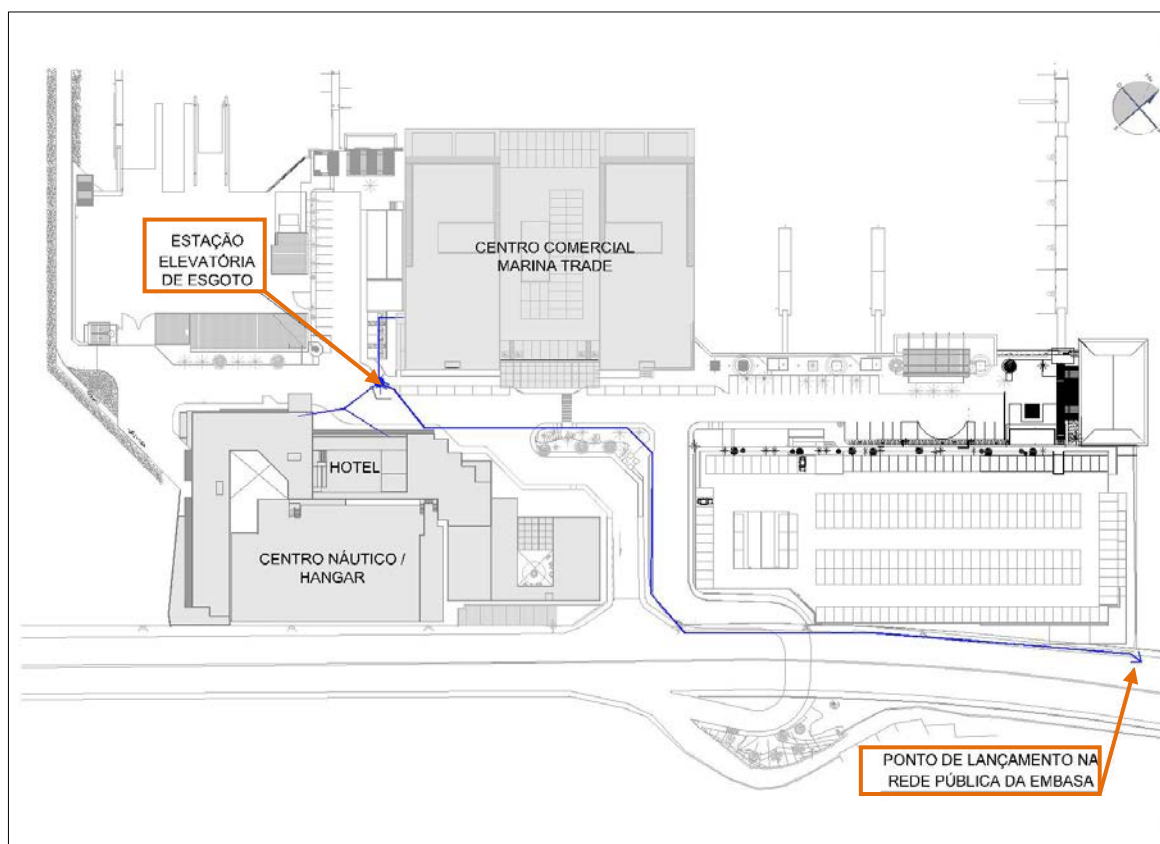 ESTAÇÃO
ELEVATÓRIA
DE ESGOTO
CENTRO COMERCIAL
MARINA TRADE
HOTEL
CENTRO NÁUTICO /
HANGAR
PONTO DE LANÇAMENTO NA
REDE PÚBLICA DA EMBASA